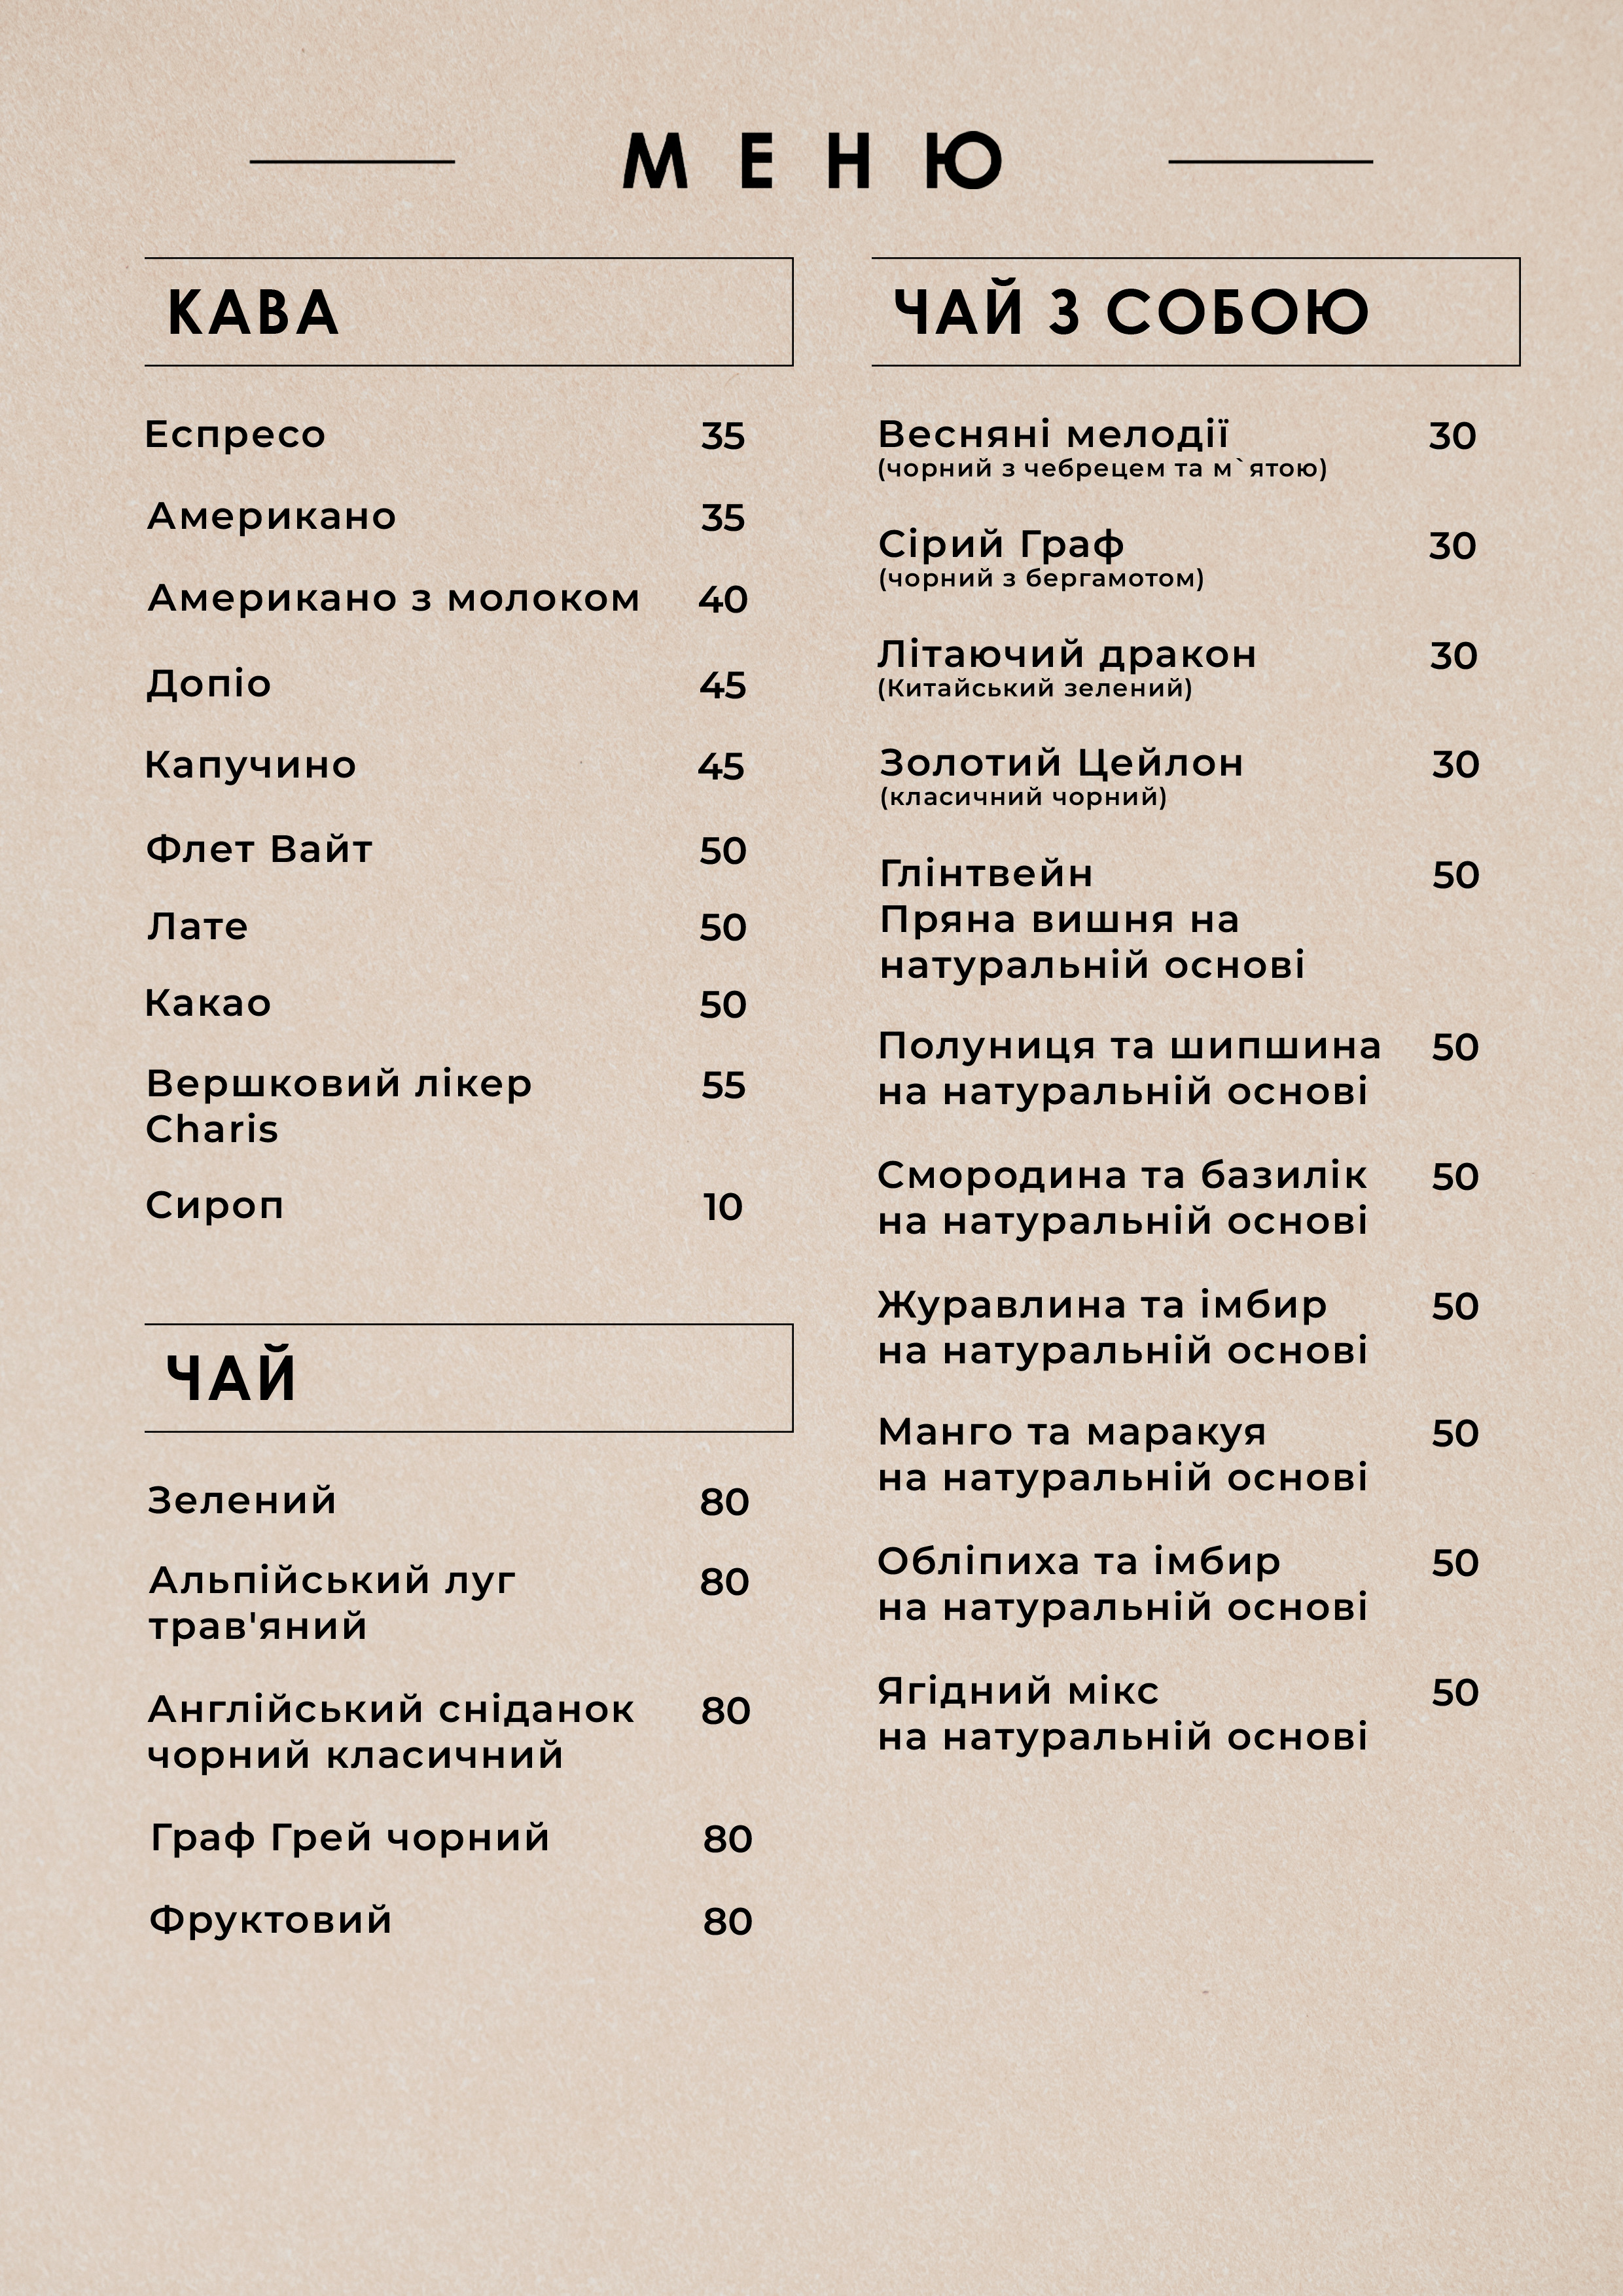 МЕНЮ
КАВА
Еспресо 35
Американо 35
Американо з молоком 40
Допіо 45
Капучино 45
Флет Вайт 50
Лате 50
Какао 50
Вершковий лікер 55
Charis
Сироп 10
ЧАЙ
Зелений 80
Альпійський луг 80
трав'яний
Англійський сніданок 80
чорний класичний
Граф Грей чорний 80
Фруктовий 80
ЧАЙ З СОБОЮ
Весняні мелодії 30
(чорний з чебрецем та м`ятою)
Сірий Граф 30
(чорний з бергамотом)
Літаючий дракон 30
(Китайський зелений)
Золотий Цейлон 30
(класичний чорний)
Глінтвейн 50
Пряна вишня на
натуральній основі
Полуниця та шипшина 50
на натуральній основі
Смородина та базилік 50
на натуральній основі
Журавлина та імбир 50
на натуральній основі
Манго та маракуя 50
на натуральній основі
Обліпиха та імбир 50
на натуральній основі
Ягідний мікс 50
на натуральній основі